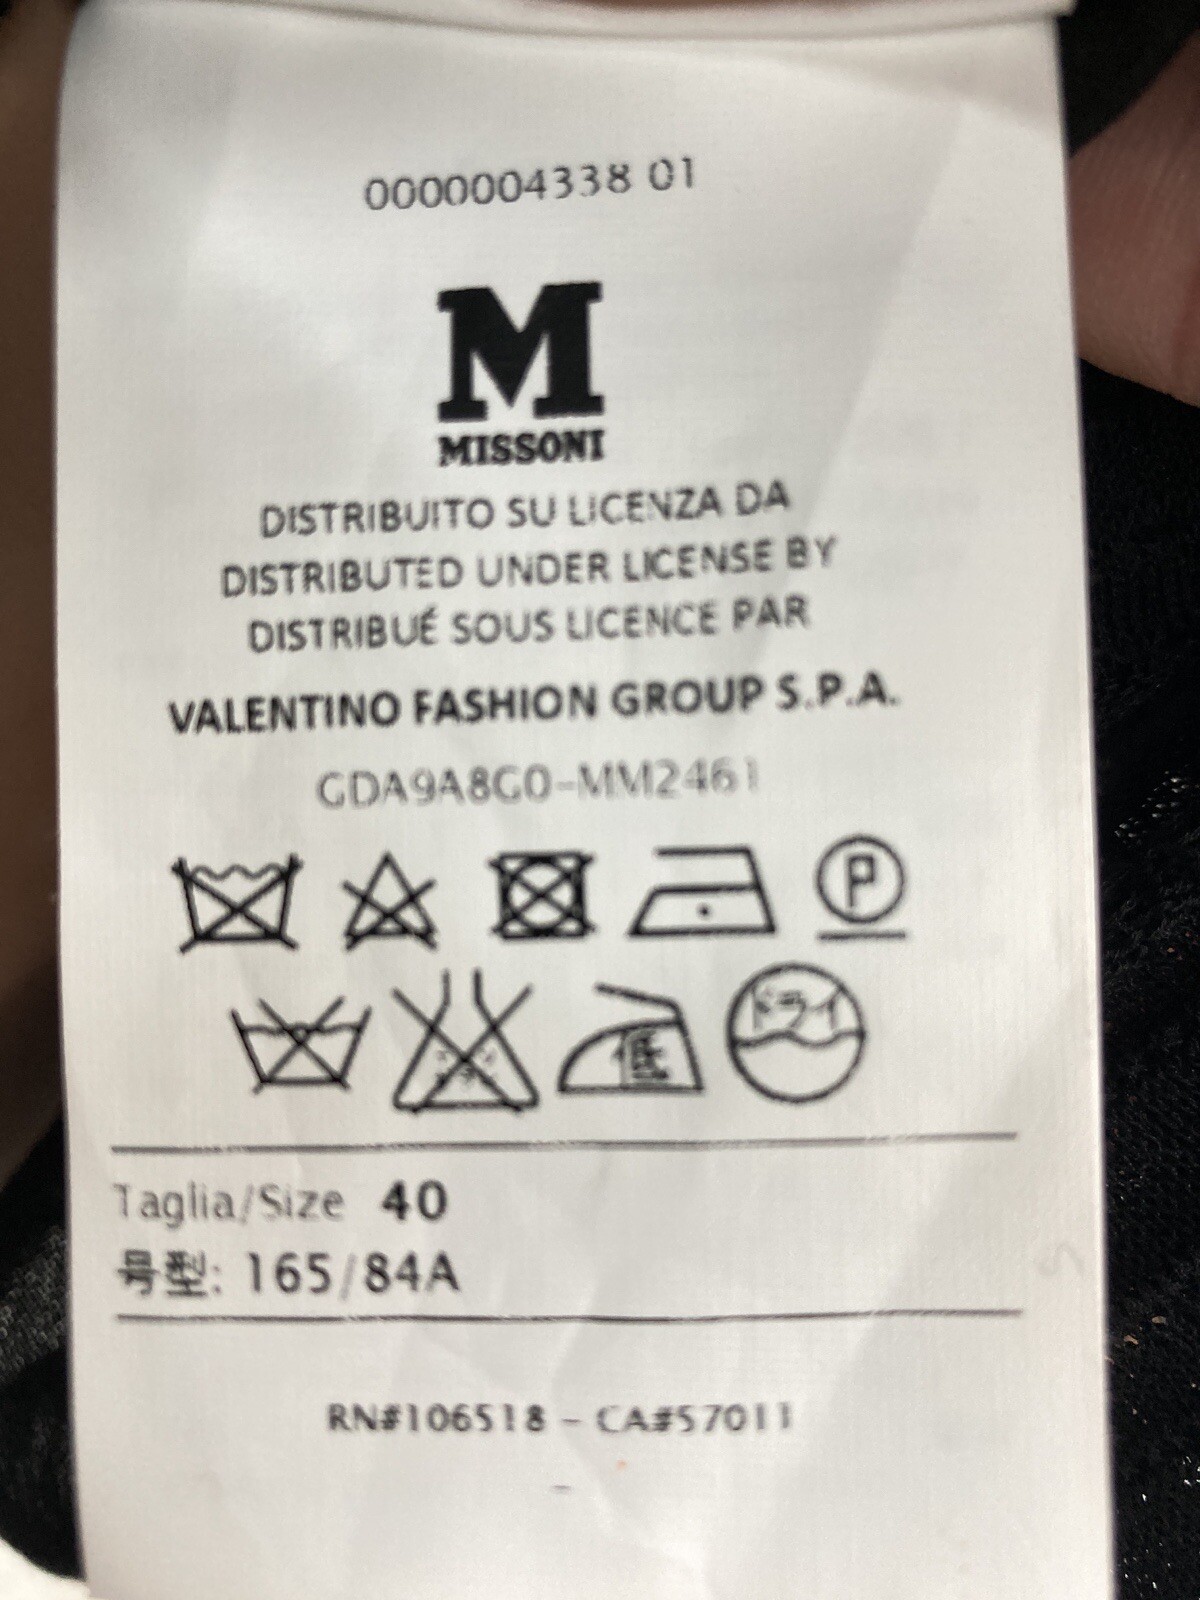 0000004338 01
M
MISSONI
DISTRIBUITO SU LICENZA DA
DISTRIBUTED UNDER LICENSE BY
DISTRIBUÉ SOUS LICENCE PAR
VALENTINO FASHION GROUP S.P.A.
GDA9A8G0-MM2461
P
低 ドライ
Taglia/Size 40
号型: 165/84A
RN#106518 - CA#57011